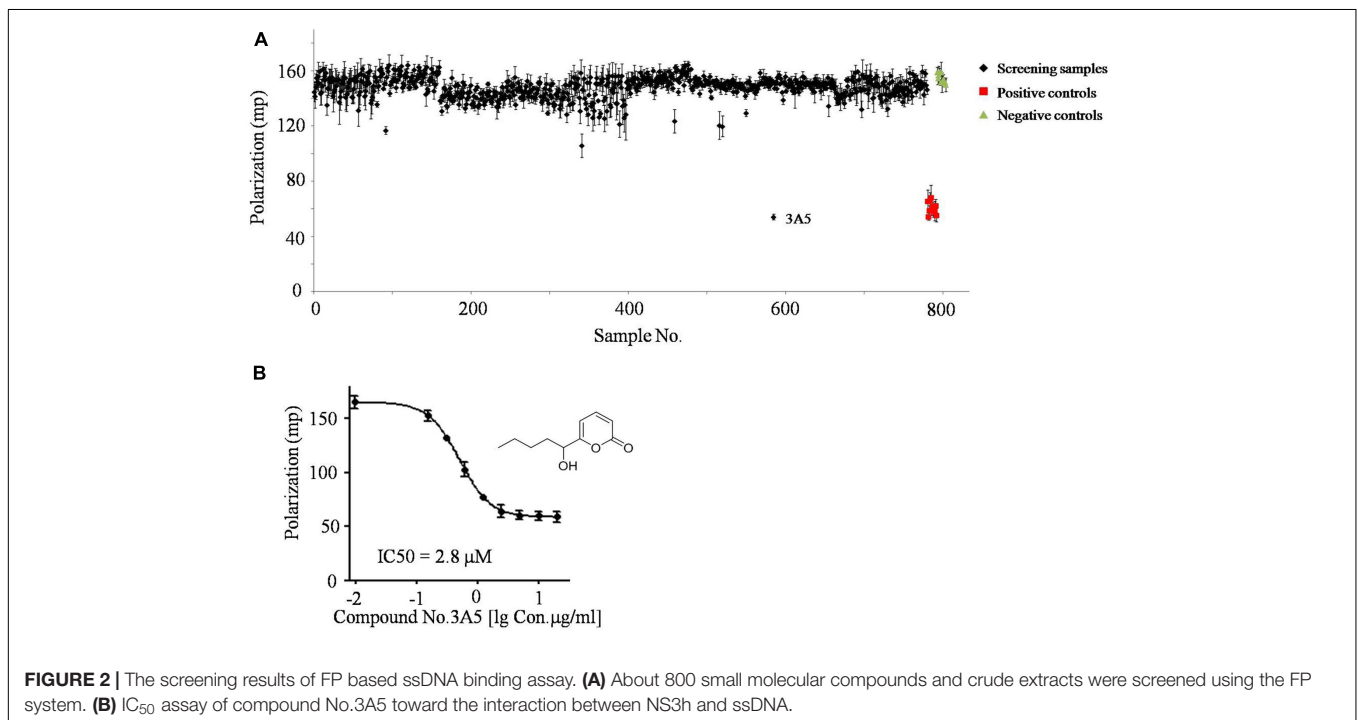 A
160
120
80
40
0
Polarization (mp)
0
200
400
600
800
Sample No.
3A5
Screening samples
Positive controls
Negative controls
B
150
100
50
0
Polarization (mp)
-2
-1
0
1
Compound No.3A5 [lg Con.μg/ml]
IC50 = 2.8 μM
O
O
OH
FIGURE 2 | The screening results of FP based ssDNA binding assay. (A) About 800 small molecular compounds and crude extracts were screened using the FP
system. (B) IC50 assay of compound No.3A5 toward the interaction between NS3h and ssDNA.